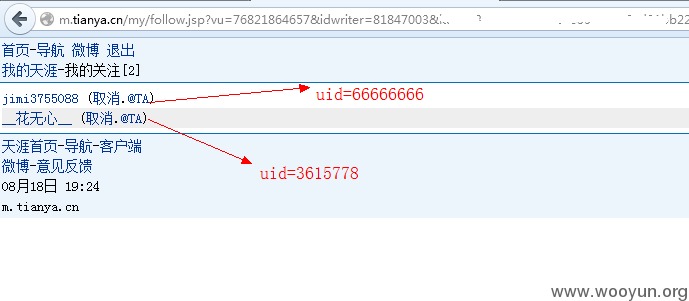 m.tianya.cn/my/follow.jsp?vu=76821864657&idwriter=81847003&
首页-导航 微博 退出
我的天涯-我的关注[2]
jimi3755088 (取消.@TA)
uid=66666666
__花无心__ (取消.@TA)
uid=3615778
天涯首页-导航-客户端
微博-意见反馈
08月18日 19:24
m.tianya.cn
www.wooyun.org